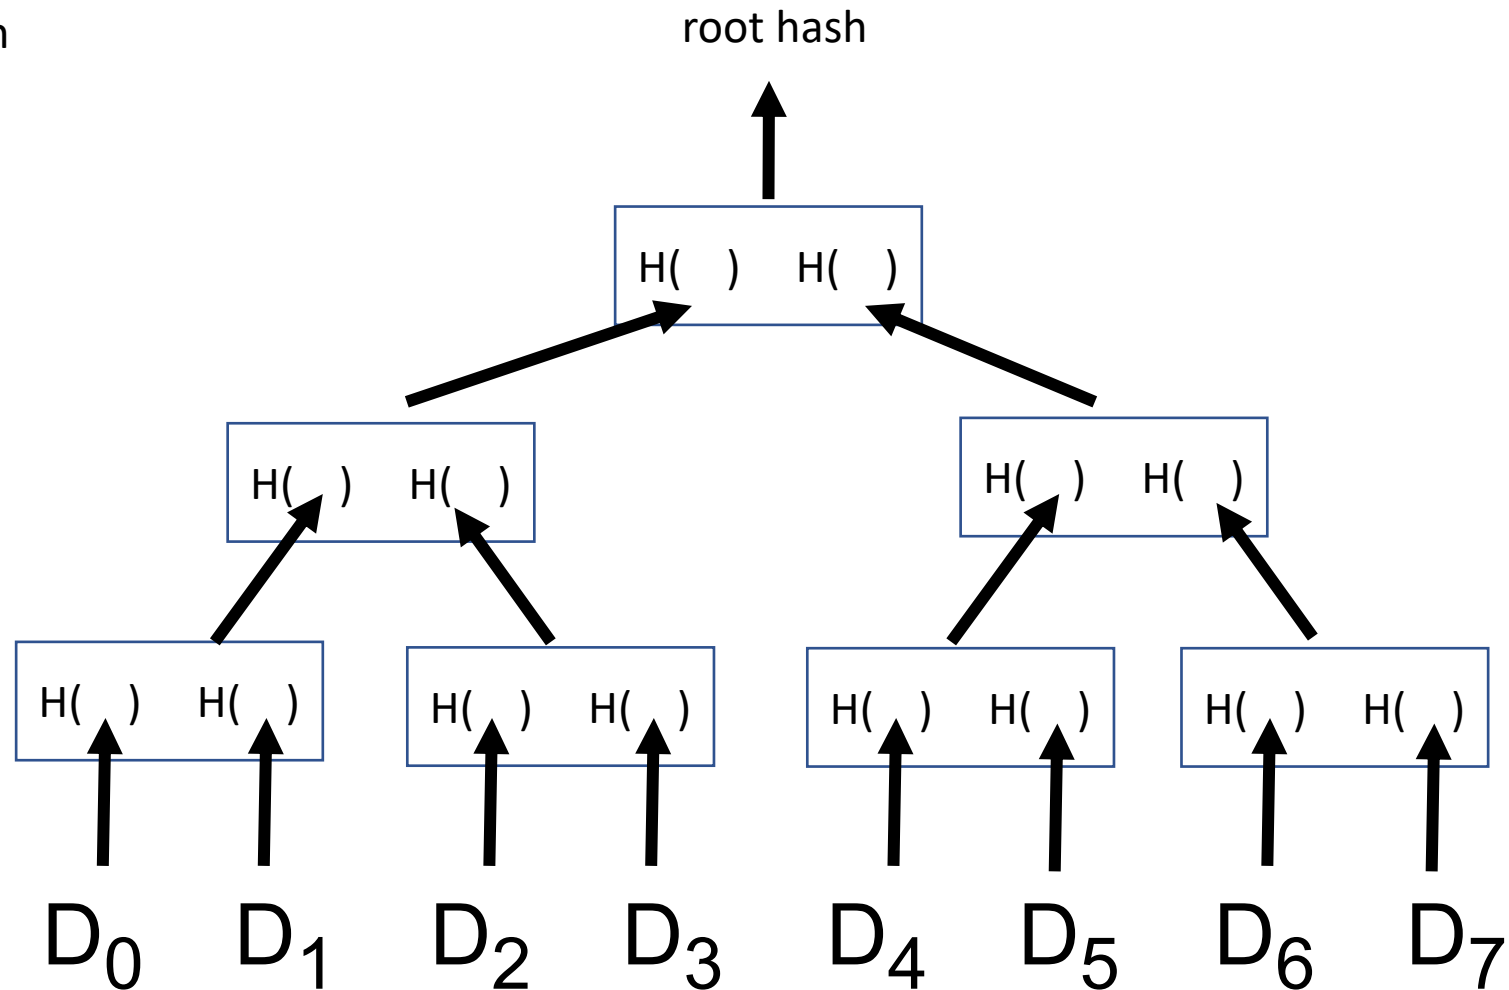 root hash
n
H( ) H( )
H( ) H( ) H( ) H( )
H( ) H( ) H( ) H( ) H( ) H( ) H( ) H( )
D0 D1 D2 D3 D4 D5 D6 D7